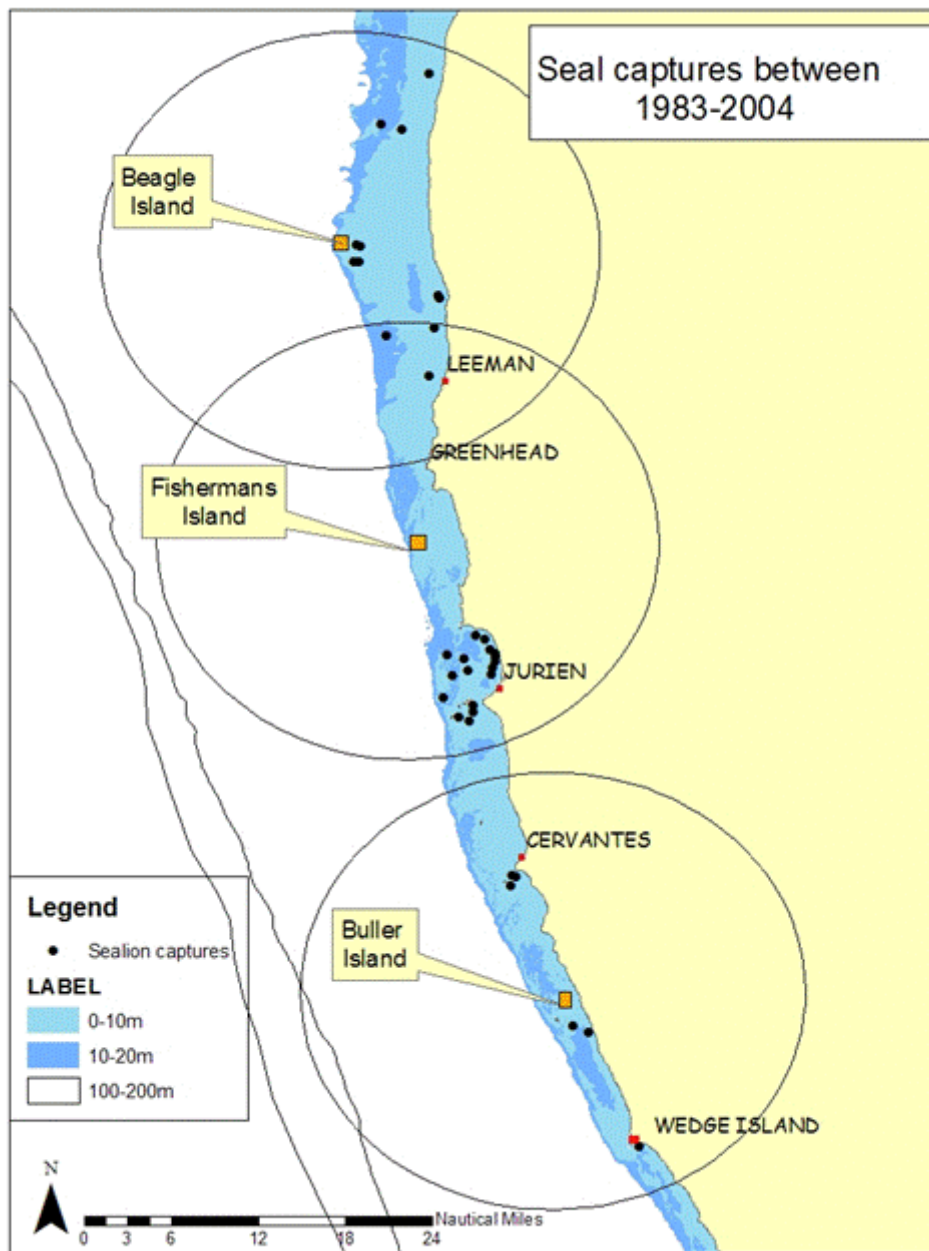 Seal captures between
1983-2004
Beagle
Island
LEEMAN
GREENHEAD
Fishermans
Island
JURIEN
CERVANTES
Buller
Island
WEDGE ISLAND
Legend
Sealion captures
LABEL
0-10m
10-20m
100-200m
N
Nautical Miles
0 3 6 12 18 24